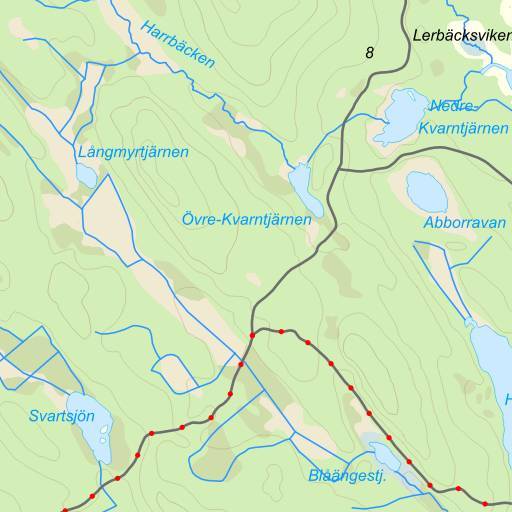 Harrbäcken
8
Lerbäcksviken
Nedre-
Kvarntjärnen
Långmyrtjärnen
Övre-Kvarntjärnen
Abborravan
H
Svartsjön
Blåängestj.